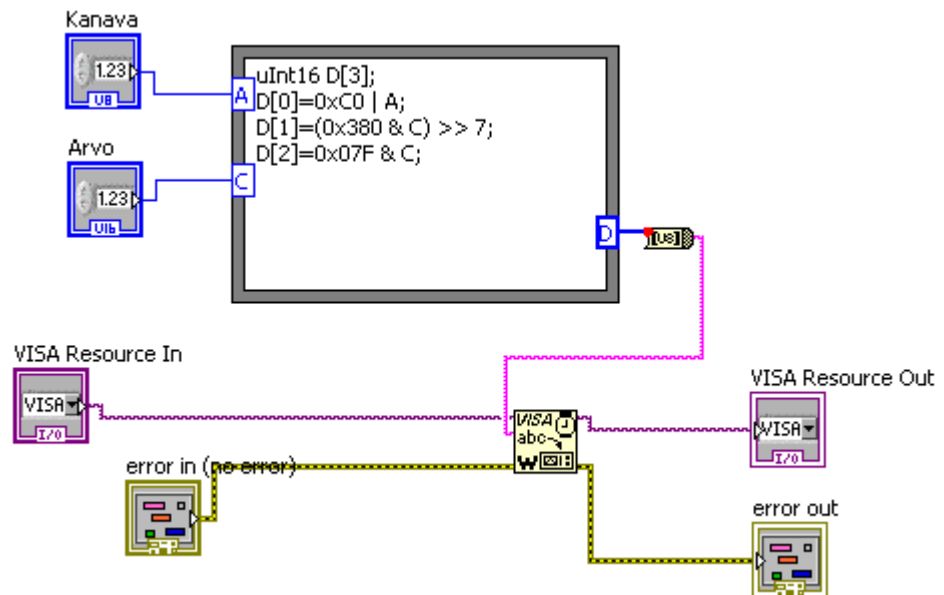 Kanava
1.23
U8
Arvo
1.23
U16
A
C
uInt16 D[3];
D[0]=0xC0 | A;
D[1]=(0x380 & C) >> 7;
D[2]=0x07F & C;
D
[U8]
VISA Resource In
VISA
I/O
error in (no error)
VISA
abc
W
VISA Resource Out
VISA
I/O
error out